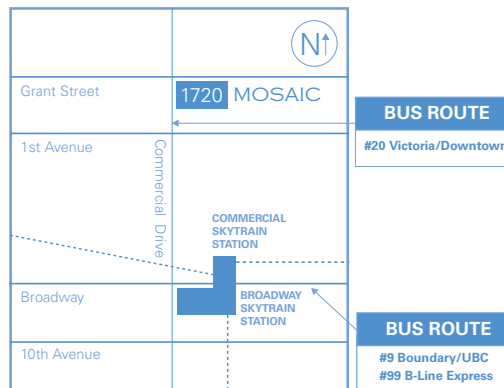 N
Grant Street
1720 MOSAIC
BUS ROUTE
#20 Victoria/Downtown
1st Avenue
Commercial Drive
COMMERCIAL
SKYTRAIN
STATION
Broadway
BROADWAY
SKYTRAIN
STATION
BUS ROUTE
#9 Boundary/UBC
#99 B-Line Express
10th Avenue